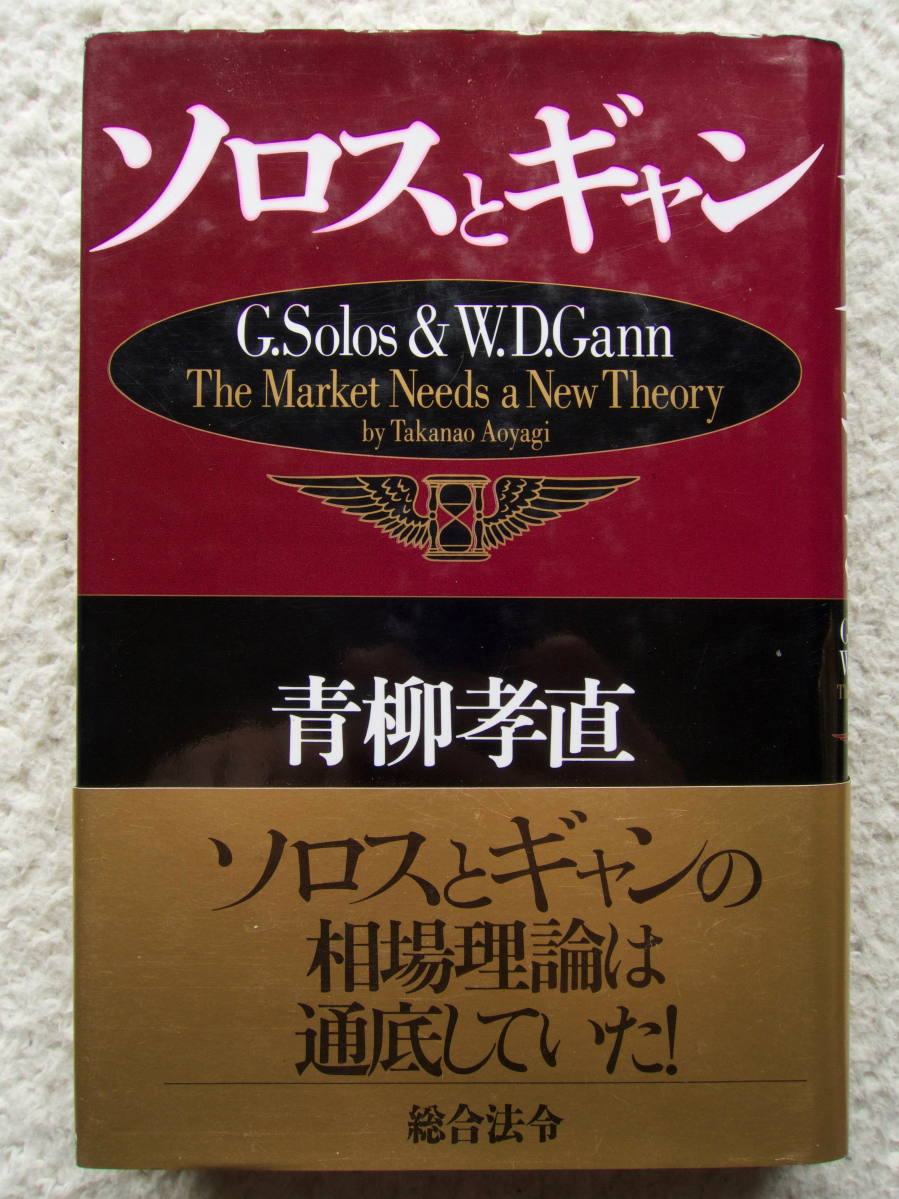 ソロスとギャン
G.Solos & W.D.Gann
The Market Needs a New Theory
by Takanao Aoyagi
青柳孝直
ソロスとギャンの
相場理論は
通底していた!
総合法令